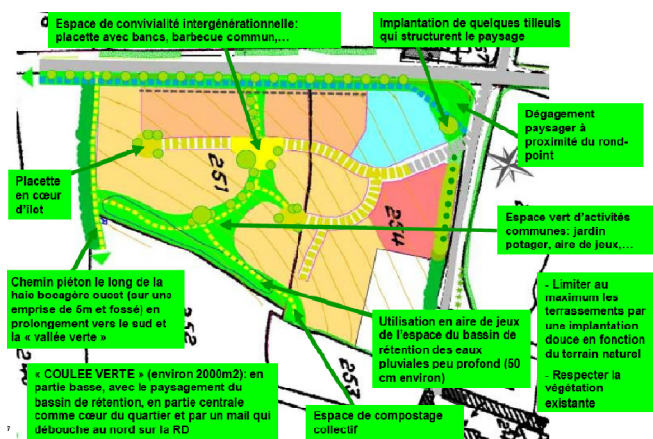 Espace de convivialité intergénérationnelle:
placette avec bancs, barbecue commun,…
Implantation de quelques tilleuls
qui structurent le paysage
Dégagement
paysager à
proximité du rond-
point
Placette
en cœur
d'îlot
251
254
Espace vert d'activités
communes: jardin
potager, aire de jeux,…
Chemin piéton le long de la
haie bocagère ouest (sur une
emprise de 5m et fossé) en
prolongement vers le sud et
la « vallée verte »
252
253
Utilisation en aire de jeux
de l'espace du bassin de
rétention des eaux
pluviales peu profond (50
cm environ)
- Limiter au
maximum les
terrassements par
une implantation
douce en fonction
du terrain naturel
- Respecter la
végétation
existante
« COULEE VERTE » (environ 2000m2): en
partie basse, avec le paysagement du
bassin de rétention, en partie centrale
comme cœur du quartier et par un mail qui
débouche au nord sur la RD
Espace de compostage
collectif
7